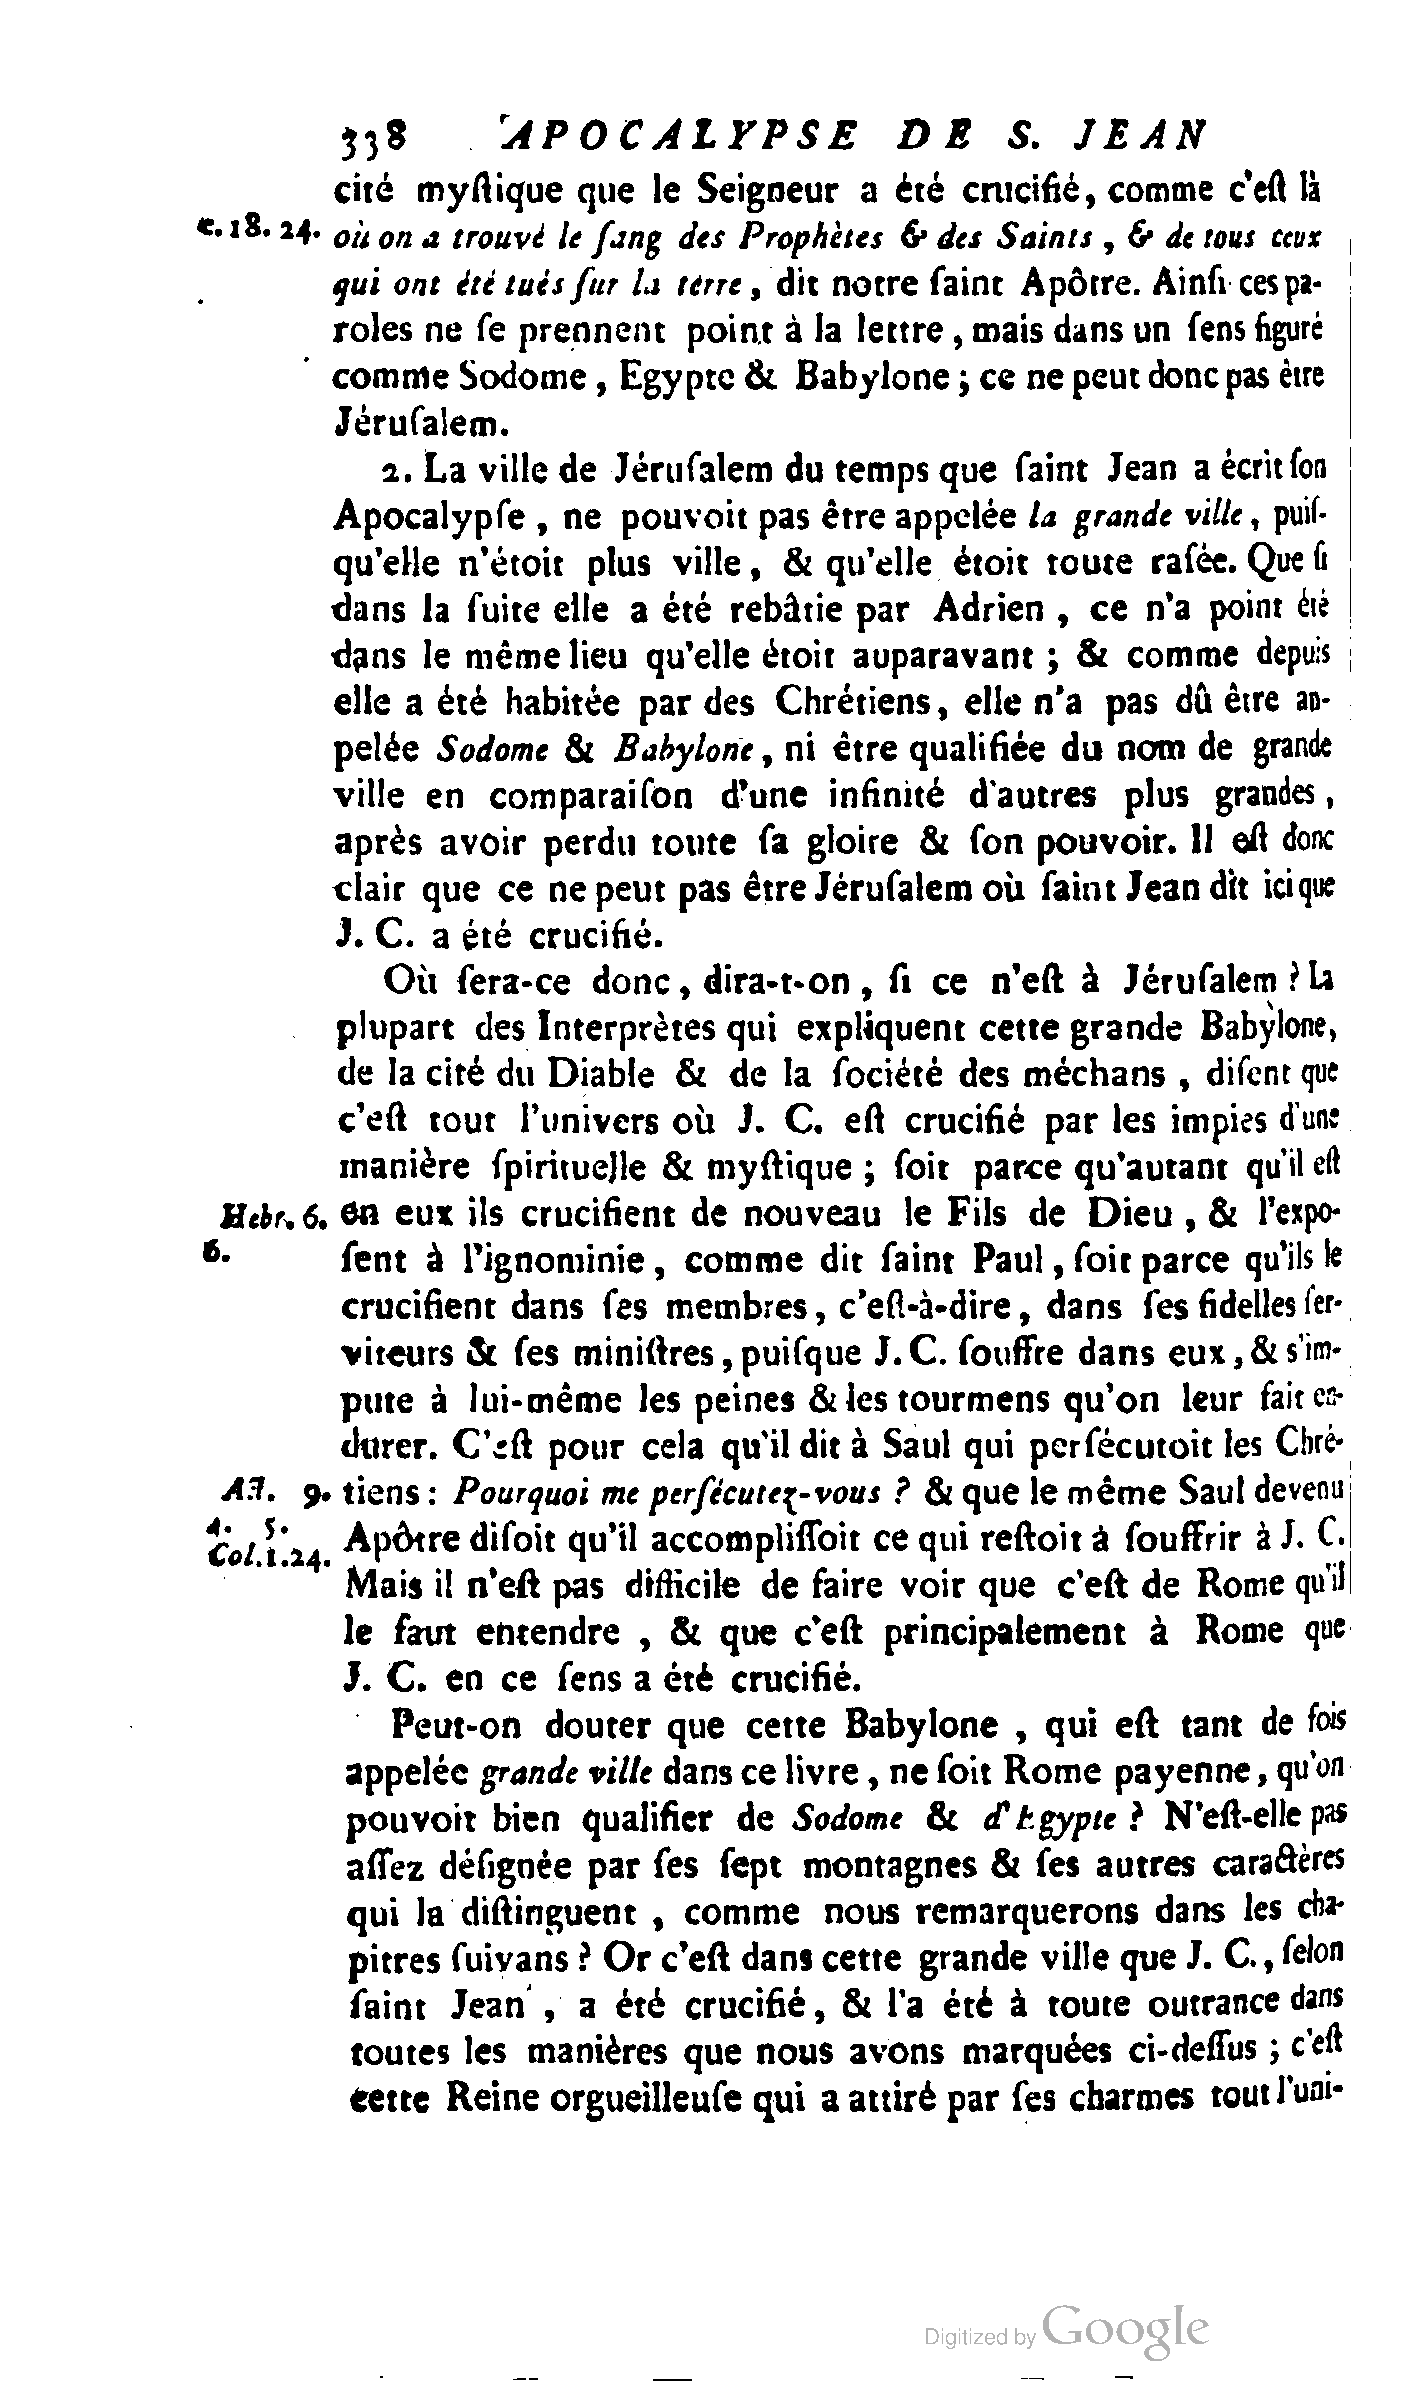 338 APOCALYPSE DE S. JEAN
cité myſtique que le Seigneur a été crucifié, comme c'eſt là
c. 18. 24. où on a trouvé le ſang des Prophètes & des Saints, & de tous ceux
qui ont été tués ſur la terre, dit notre ſaint Apôtre. Ainſi ces pa-
roles ne ſe prennent point à la lettre, mais dans un ſens figuré
comme Sodome, Egypte & Babylone; ce ne peut donc pas être
Jéruſalem.
2. La ville de Jéruſalem du temps que ſaint Jean a écrit ſon
Apocalypſe, ne pouvoit pas être appelée la grande ville, puiſ-
qu'elle n'étoit plus ville, & qu'elle étoit toute raſée. Que ſi
dans la ſuite elle a été rebâtie par Adrien, ce n'a point été
dans le même lieu qu'elle étoit auparavant; & comme depuis
elle a été habitée par des Chrétiens, elle n'a pas dû être ap-
pelée Sodome & Babylone, ni être qualifiée du nom de grande
ville en comparaiſon d'une infinité d'autres plus grandes,
après avoir perdu toute ſa gloire & ſon pouvoir. Il eſt donc
clair que ce ne peut pas être Jéruſalem où ſaint Jean dit ici que
J. C. a été crucifié.
Où ſera-ce donc, dira-t-on, ſi ce n'eſt à Jéruſalem? La
plupart des Interprètes qui expliquent cette grande Babylone,
de la cité du Diable & de la ſociété des méchans, diſent que
c'eſt tout l'univers où J. C. eſt crucifié par les impies d'une
manière ſpirituelle & myſtique; ſoit parce qu'autant qu'il eſt
Hebr. 6. en eux ils crucifient de nouveau le Fils de Dieu, & l'expo-
6. ſent à l'ignominie, comme dit ſaint Paul, ſoit parce qu'ils le
crucifient dans ſes membres, c'eſt-à-dire, dans ſes fidelles ſer-
viteurs & ſes miniſtres, puiſque J. C. ſouffre dans eux, & s'im-
pute à lui-même les peines & les tourmens qu'on leur fait en-
durer. C'eſt pour cela qu'il dit à Saul qui perſécutoit les Chré-
Act. 9. tiens: Pourquoi me perſécutez-vous? & que le même Saul devenu
4. 5.
Col. 1. 24. Apôtre diſoit qu'il accompliſſoit ce qui reſtoit à ſouffrir à J. C.
Mais il n'eſt pas difficile de faire voir que c'eſt de Rome qu'il
le faut entendre, & que c'eſt principalement à Rome que
J. C. en ce ſens a été crucifié.
Peut-on douter que cette Babylone, qui eſt tant de fois
appelée grande ville dans ce livre, ne ſoit Rome payenne, qu'on
pouvoit bien qualifier de Sodome & d'Egypte? N'eſt-elle pas
aſſez déſignée par ſes ſept montagnes & ſes autres caractères
qui la diſtinguent, comme nous remarquerons dans les cha-
pitres ſuivans? Or c'eſt dans cette grande ville que J. C., ſelon
ſaint Jean, a été crucifié, & l'a été à toute outrance dans
toutes les manières que nous avons marquées ci-deſſus; c'eſt
cette Reine orgueilleuſe qui a attiré par ſes charmes tout l'uni-
Digitized by Google